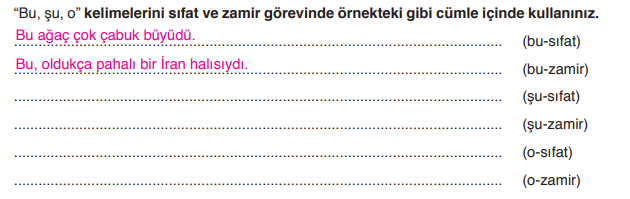 “Bu, şu, o” kelimelerini sıfat ve zamir görevinde örnekteki gibi cümle içinde kullanınız.
Bu ağaç çok çabuk büyüdü. (bu-sıfat)
Bu, oldukça pahalı bir İran halısıydı. (bu-zamir)
(şu-sıfat)
(şu-zamir)
(o-sıfat)
(o-zamir)